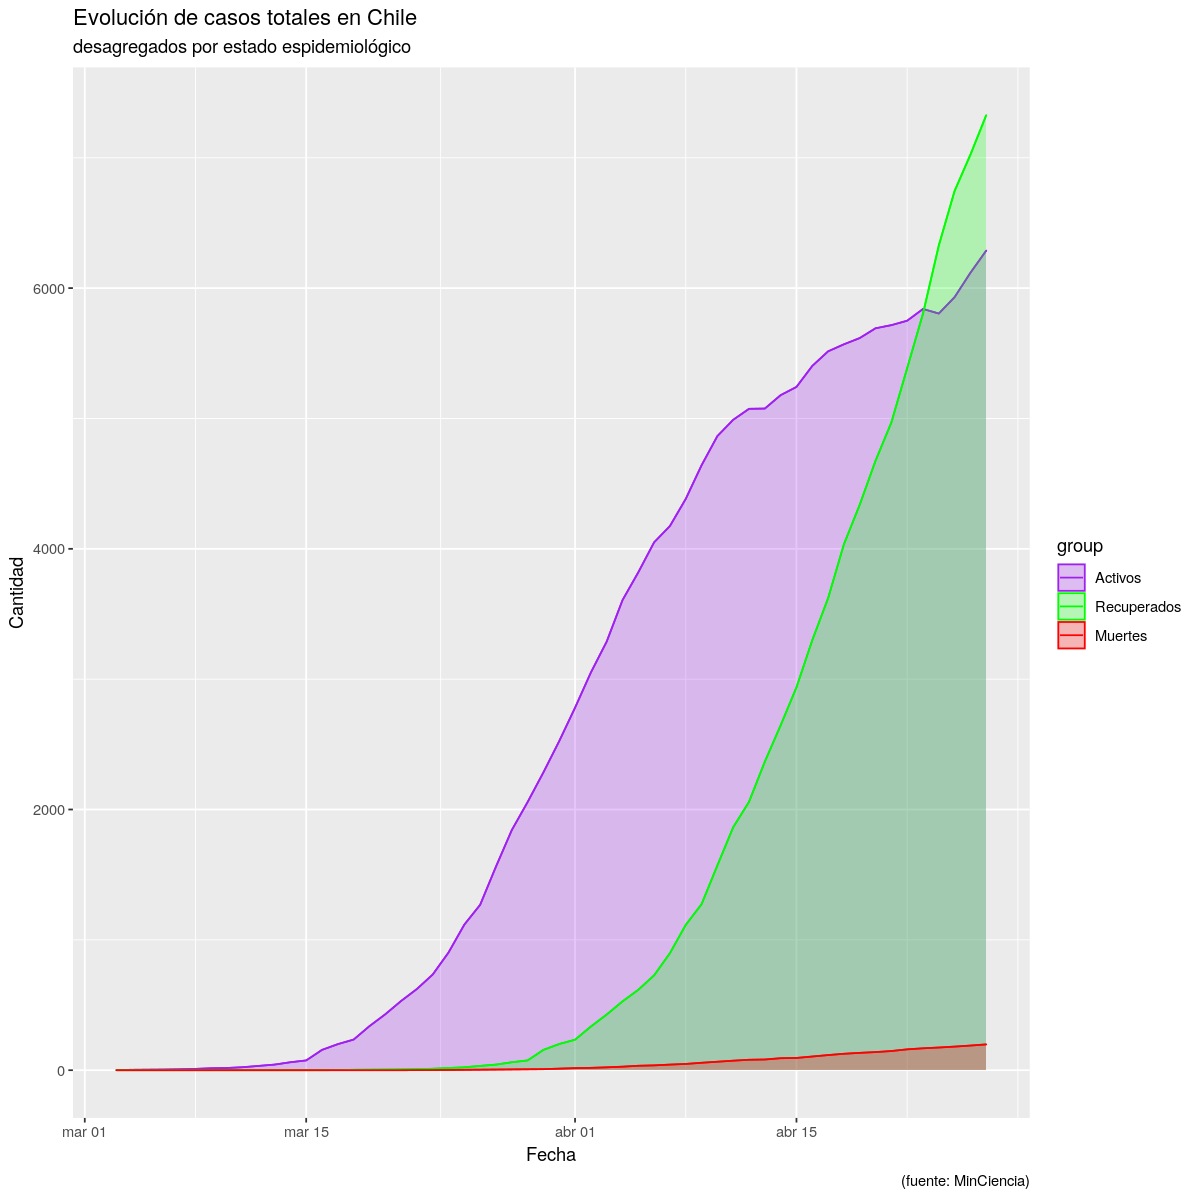 Evolución de casos totales en Chile
desagregados por estado espidemiológico
Cantidad
6000
4000
2000
0
mar 01
mar 15
abr 01
abr 15
Fecha
group
Activos
Recuperados
Muertes
(fuente: MinCiencia)